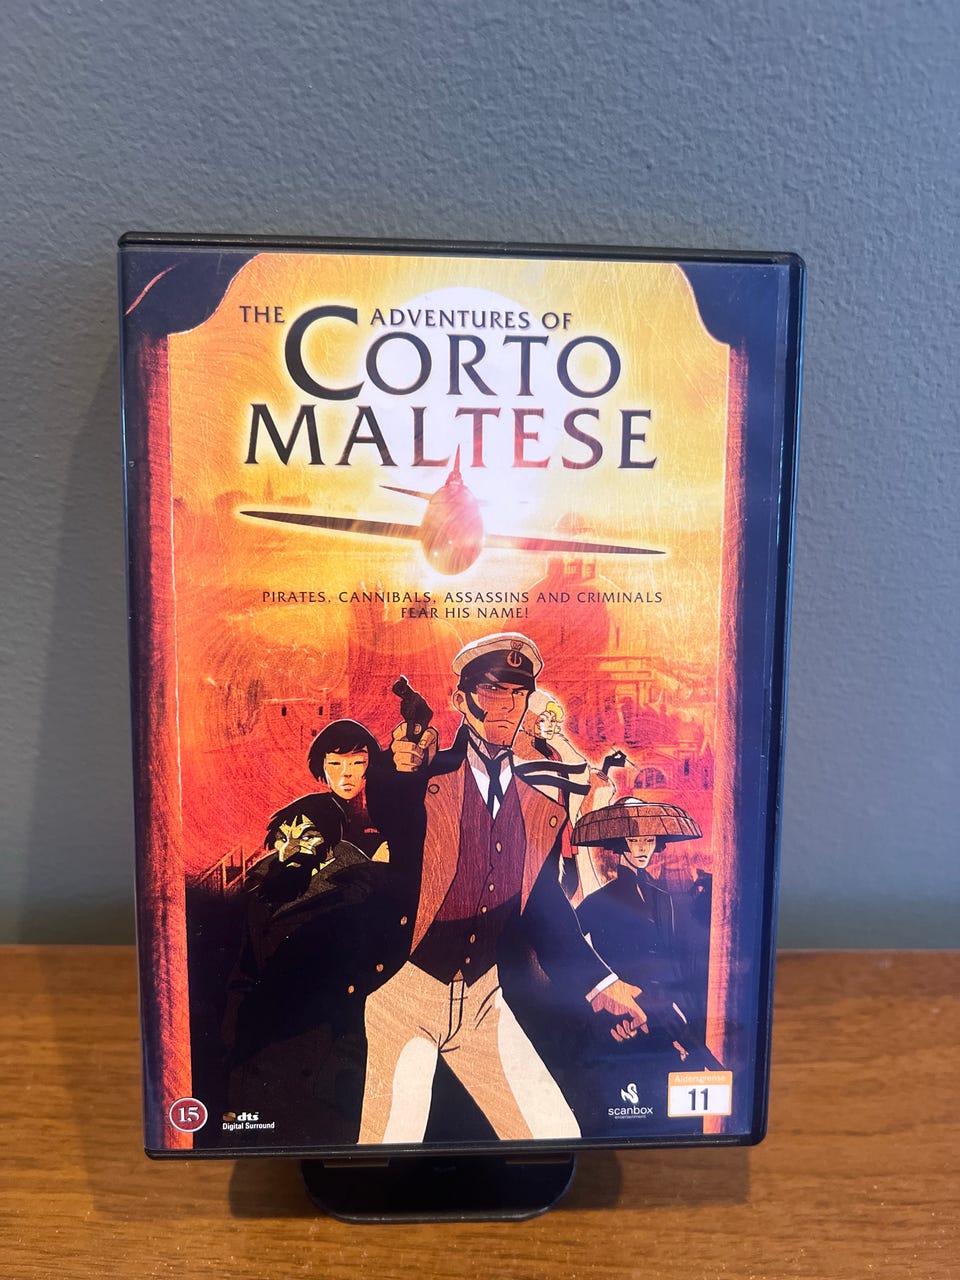 THE ADVENTURES OF
CORTO
MALTESE
PIRATES, CANNIBALS, ASSASSINS AND CRIMINALS
FEAR HIS NAME!
15
dts
Digital Surround
scanbox
entertainment
Aldersgrense
11